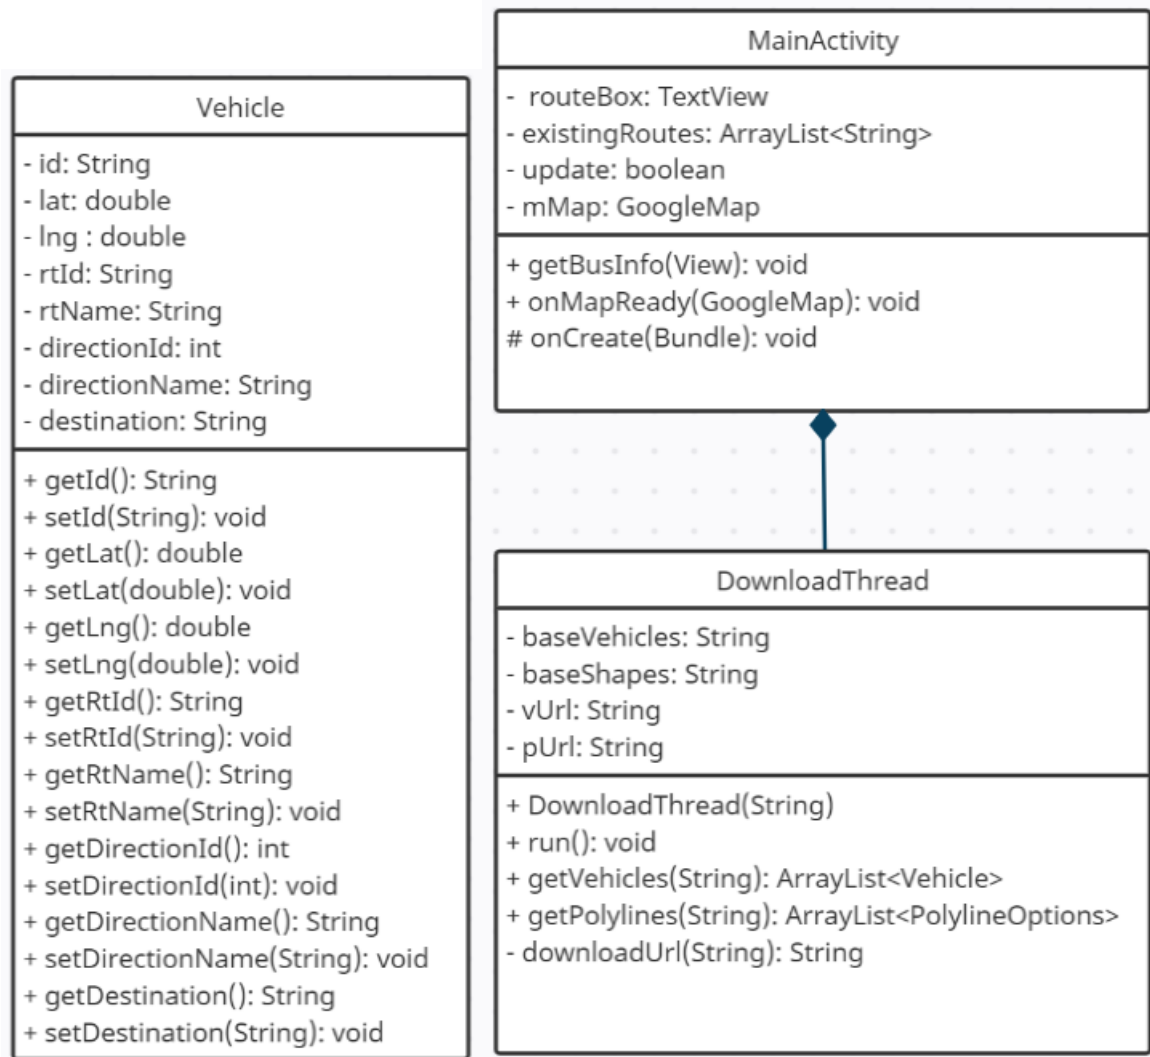 Vehicle
- id: String
- lat: double
- lng : double
- rtId: String
- rtName: String
- directionId: int
- directionName: String
- destination: String
+ getId(): String
+ setId(String): void
+ getLat(): double
+ setLat(double): void
+ getLng(): double
+ setLng(double): void
+ getRtId(): String
+ setRtId(String): void
+ getRtName(): String
+ setRtName(String): void
+ getDirectionId(): int
+ setDirectionId(int): void
+ getDirectionName(): String
+ setDirectionName(String): void
+ getDestination(): String
+ setDestination(String): void
MainActivity
- routeBox: TextView
- existingRoutes: ArrayList<String>
- update: boolean
- mMap: GoogleMap
+ getBusInfo(View): void
+ onMapReady(GoogleMap): void
# onCreate(Bundle): void
DownloadThread
- baseVehicles: String
- baseShapes: String
- vUrl: String
- pUrl: String
+ DownloadThread(String)
+ run(): void
+ getVehicles(String): ArrayList<Vehicle>
+ getPolylines(String): ArrayList<PolylineOptions>
- downloadUrl(String): String